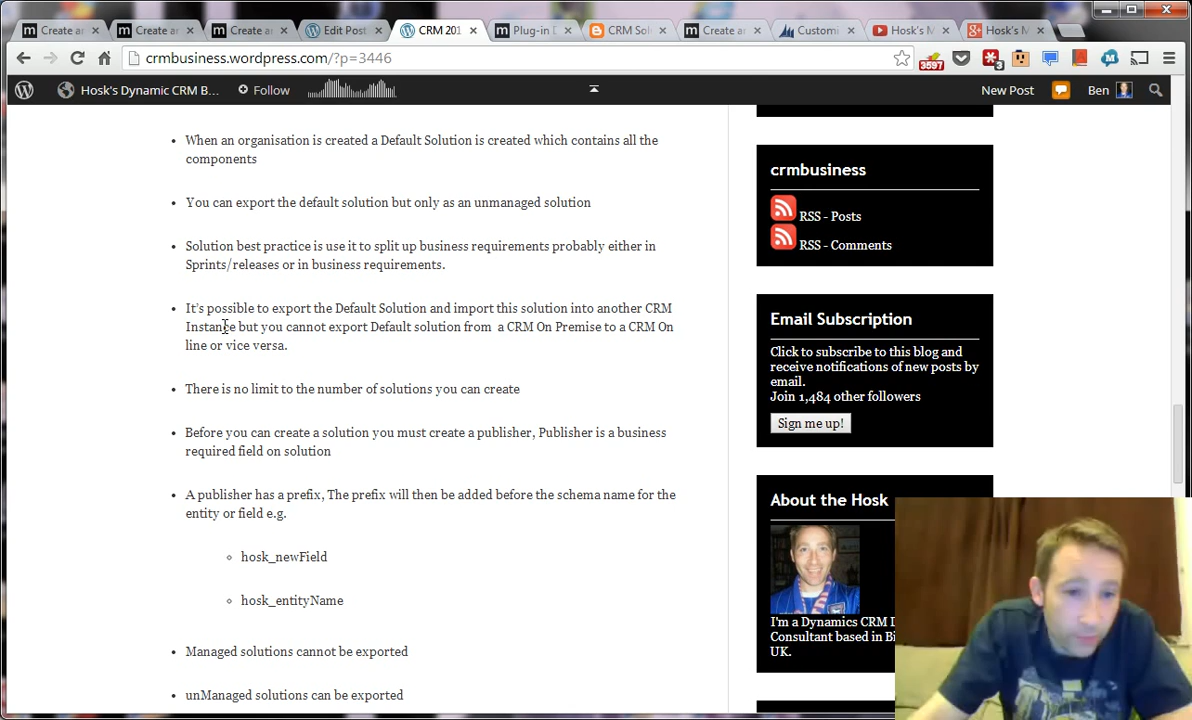 Create a
Create a
Create a
Edit Post
CRM 201
Plug-in D
CRM Sol
Create a
Customi
Hosk's M
Hosk's M
crmbusiness.wordpress.com/?p=3446
3597
3
Hosk's Dynamic CRM B...
Follow
New Post
Ben
When an organisation is created a Default Solution is created which contains all the
components
You can export the default solution but only as an unmanaged solution
Solution best practice is use it to split up business requirements probably either in
Sprints/releases or in business requirements.
It's possible to export the Default Solution and import this solution into another CRM
Instance but you cannot export Default solution from a CRM On Premise to a CRM On
line or vice versa.
There is no limit to the number of solutions you can create
Before you can create a solution you must create a publisher, Publisher is a business
required field on solution
A publisher has a prefix, The prefix will then be added before the schema name for the
entity or field e.g.
hosk_newField
hosk_entityName
Managed solutions cannot be exported
unManaged solutions can be exported
crmbusiness
RSS - Posts
RSS - Comments
Email Subscription
Click to subscribe to this blog and
receive notifications of new posts by
email.
Join 1,484 other followers
Sign me up!
About the Hosk
I'm a Dynamics CRM D
Consultant based in Bi
UK.